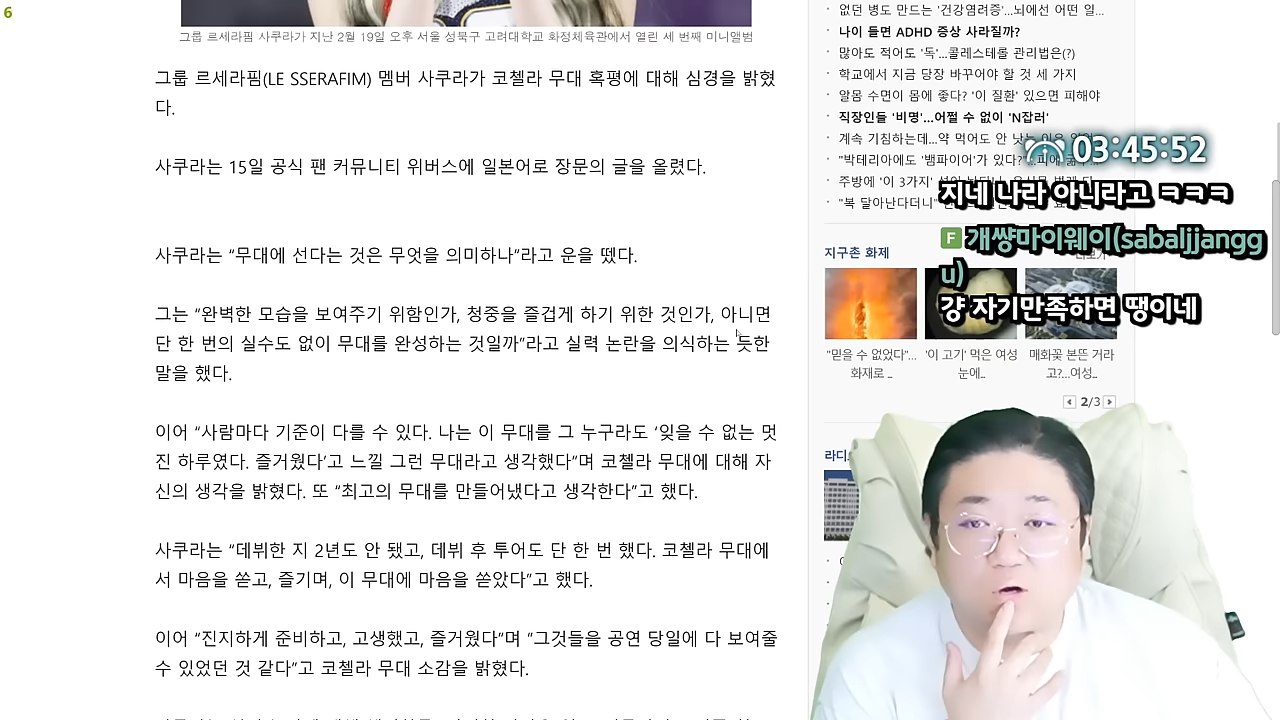 6
그룹 르세라핌 사쿠라가 지난 2월 19일 오후 서울 성북구 고려대학교 화정체육관에서 열린 세 번째 미니앨범
그룹 르세라핌(LE SSERAFIM) 멤버 사쿠라가 코첼라 무대 혹평에 대해 심경을 밝혔
다.
사쿠라는 15일 공식 팬 커뮤니티 위버스에 일본어로 장문의 글을 올렸다.
사쿠라는 “무대에 선다는 것은 무엇을 의미하나”라고 운을 뗐다.
그는 “완벽한 모습을 보여주기 위함인가, 청중을 즐겁게 하기 위한 것인가, 아니면
단 한 번의 실수도 없이 무대를 완성하는 것일까”라고 실력 논란을 의식하는 듯한
말을 했다.
이어 “사람마다 기준이 다를 수 있다. 나는 이 무대를 그 누구라도 ‘잊을 수 없는 멋
진 하루였다. 즐거웠다’고 느낄 그런 무대라고 생각했다”며 코첼라 무대에 대해 자
신의 생각을 밝혔다. 또 “최고의 무대를 만들어냈다고 생각한다”고 했다.
사쿠라는 “데뷔한 지 2년도 안 됐고, 데뷔 후 투어도 단 한 번 했다. 코첼라 무대에
서 마음을 쏟고, 즐기며, 이 무대에 마음을 쏟았다”고 했다.
이어 “진지하게 준비하고, 고생했고, 즐거웠다”며 “그것들을 공연 당일에 다 보여줄
수 있었던 것 같다”고 코첼라 무대 소감을 밝혔다.
없던 병도 만드는 '건강염려증'...뇌에선 어떤 일...
나이 들면 ADHD 증상 사라질까?
많아도 적어도 '독'...콜레스테롤 관리법은(?)
학교에서 지금 당장 바꾸어야 할 것 세 가지
알몸 수면이 몸에 좋다? '이 질환' 있으면 피해야
직장인들 '비명'...어쩔 수 없이 'N잡러'
계속 기침하는데...약 먹어도 안
"박테리아에도 '뱀파이어'가 있다?"
주방에 '이 3가지'
"복 달아난다더니"
03:45:52
지네 나라 아니라고 ㅋㅋㅋ
F 개썅마이웨이(sabaljjangg
u)
걍 자기만족하면 땡이네
지구촌 화제
"믿을 수 없었다"... '이 고기' 먹은 여성 매화꽃 본뜬 거라
화재로 ... 눈에... 고?...여성...
2/3